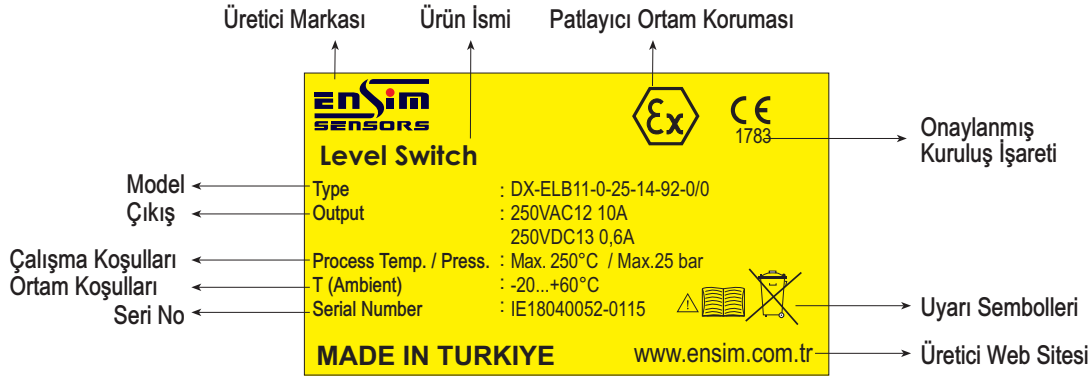 Üretici Markası
Ürün İsmi
Patlayıcı Ortam Koruması
ENSim
SENSORS
Ex
CE
1783
Onaylanmış
Kuruluş İşareti
Level Switch
Model
Type : DX-ELB11-0-25-14-92-0/0
Çıkış
Output : 250VAC12 10A
250VDC13 0,6A
Çalışma Koşulları
Process Temp. / Press. : Max. 250°C / Max.25 bar
Ortam Koşulları
T (Ambient) : -20...+60°C
Seri No
Serial Number : IE18040052-0115
Uyarı Sembolleri
MADE IN TURKIYE
www.ensim.com.tr
Üretici Web Sitesi